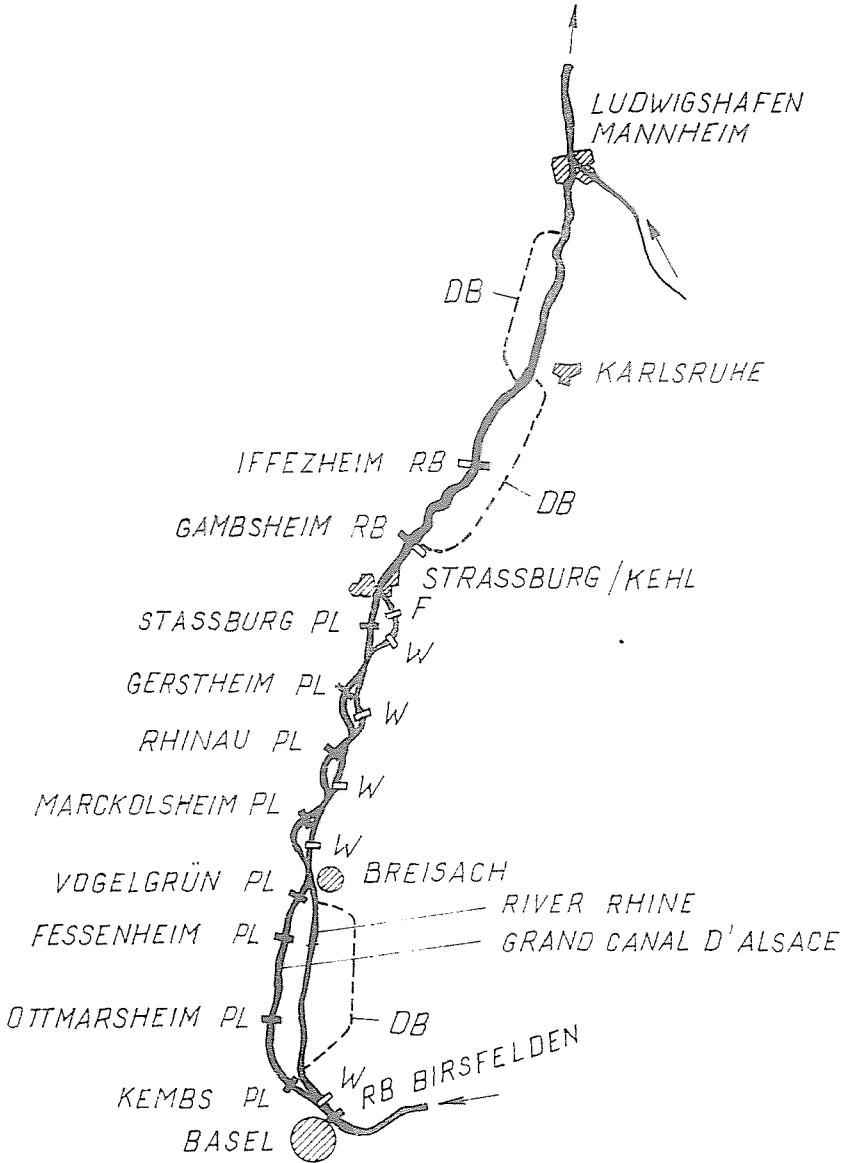 LUDWIGSHAFEN
MANNHEIM
DB
KARLSRUHE
IFFEZHEIM RB
DB
GAMBSHEIM RB
STRASSBURG/KEHL
F
STASSBURG PL
W
GERSTHEIM PL
W
RHINAU PL
W
MARCKOLSHEIM PL
W
VOGELGRÜN PL
BREISACH
RIVER RHINE
FESSENHEIM PL
GRAND CANAL D'ALSACE
OTTMARSHEIM PL
DB
W
RB BIRSFELDEN
KEMBS PL
BASEL